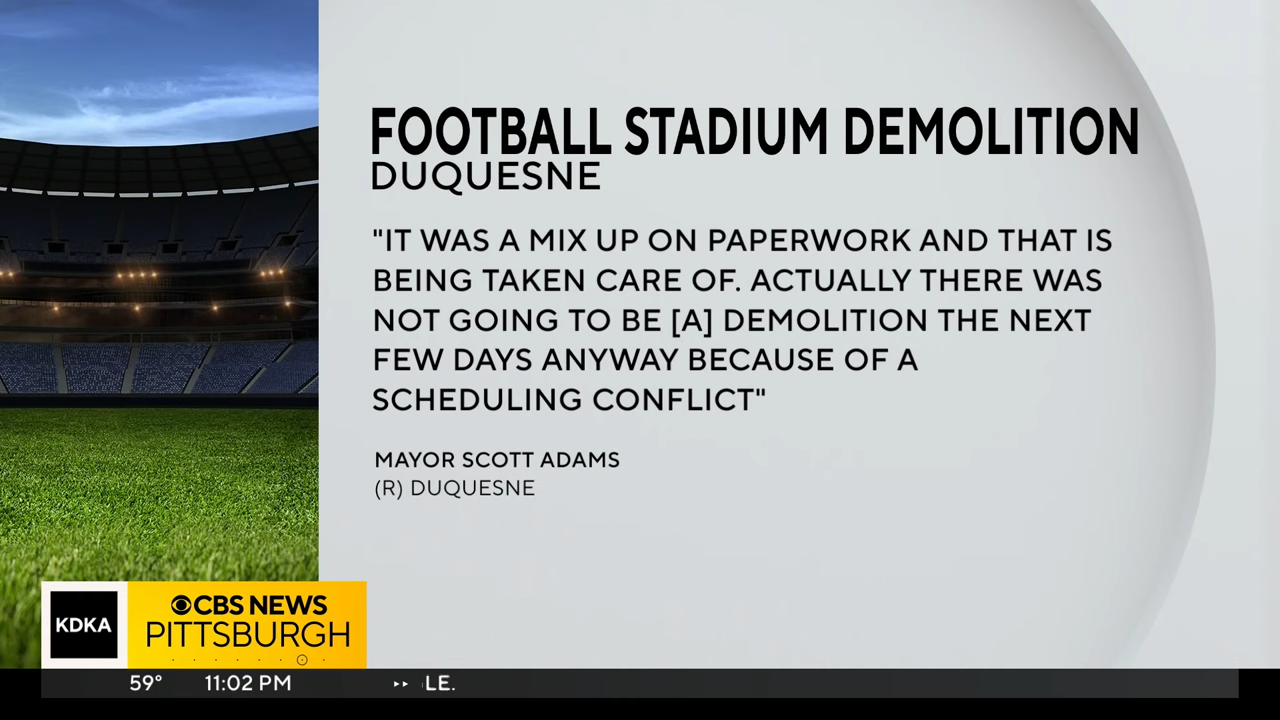 FOOTBALL STADIUM DEMOLITION
DUQUESNE
"IT WAS A MIX UP ON PAPERWORK AND THAT IS
BEING TAKEN CARE OF. ACTUALLY THERE WAS
NOT GOING TO BE [A] DEMOLITION THE NEXT
FEW DAYS ANYWAY BECAUSE OF A
SCHEDULING CONFLICT"
MAYOR SCOTT ADAMS
(R) DUQUESNE
KDKA
CBS NEWS
PITTSBURGH
59° 11:02 PM LE.